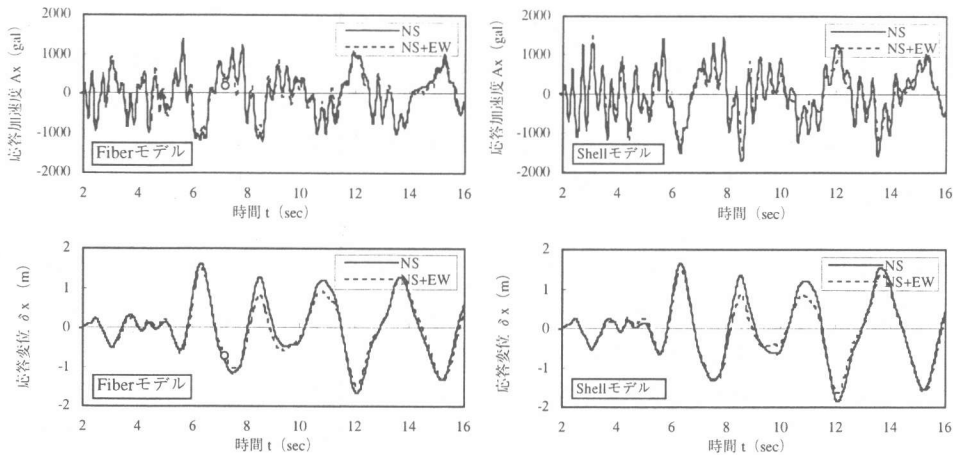 応答加速度 Ax (gal)
2000
1000
0
-1000
-2000
NS
NS+EW
Fiberモデル
2 4 6 8 10 12 14 16
時間 t (sec)
応答加速度 Ax (gal)
2000
1000
0
-1000
-2000
NS
NS+EW
Shellモデル
2 4 6 8 10 12 14 16
時間 t (sec)
応答変位 δx (m)
2
1
0
-1
-2
NS
NS+EW
Fiberモデル
2 4 6 8 10 12 14 16
時間 t (sec)
応答変位 δx (m)
2
1
0
-1
-2
NS
NS+EW
Shellモデル
2 4 6 8 10 12 14 16
時間 t (sec)